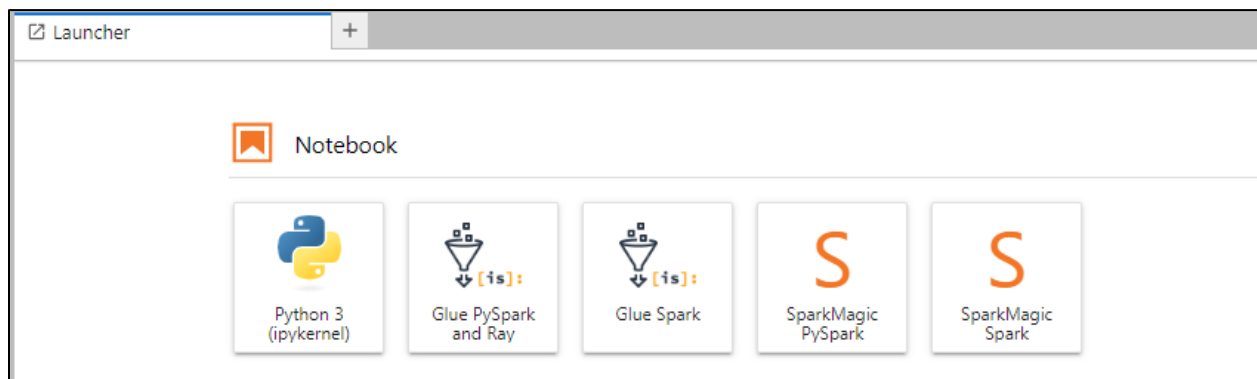 Launcher
+
Notebook
[is]:
[is]:
S
S
Python 3
(ipykernel)
Glue PySpark
and Ray
Glue Spark
SparkMagic
PySpark
SparkMagic
Spark